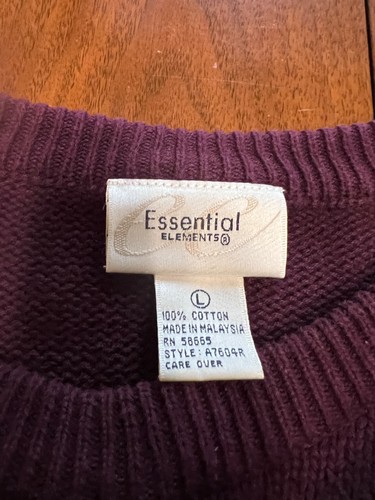 Essential
ELEMENTS®
L
100% COTTON
MADE IN MALAYSIA
RN 58665
STYLE: A7604R
CARE OVER